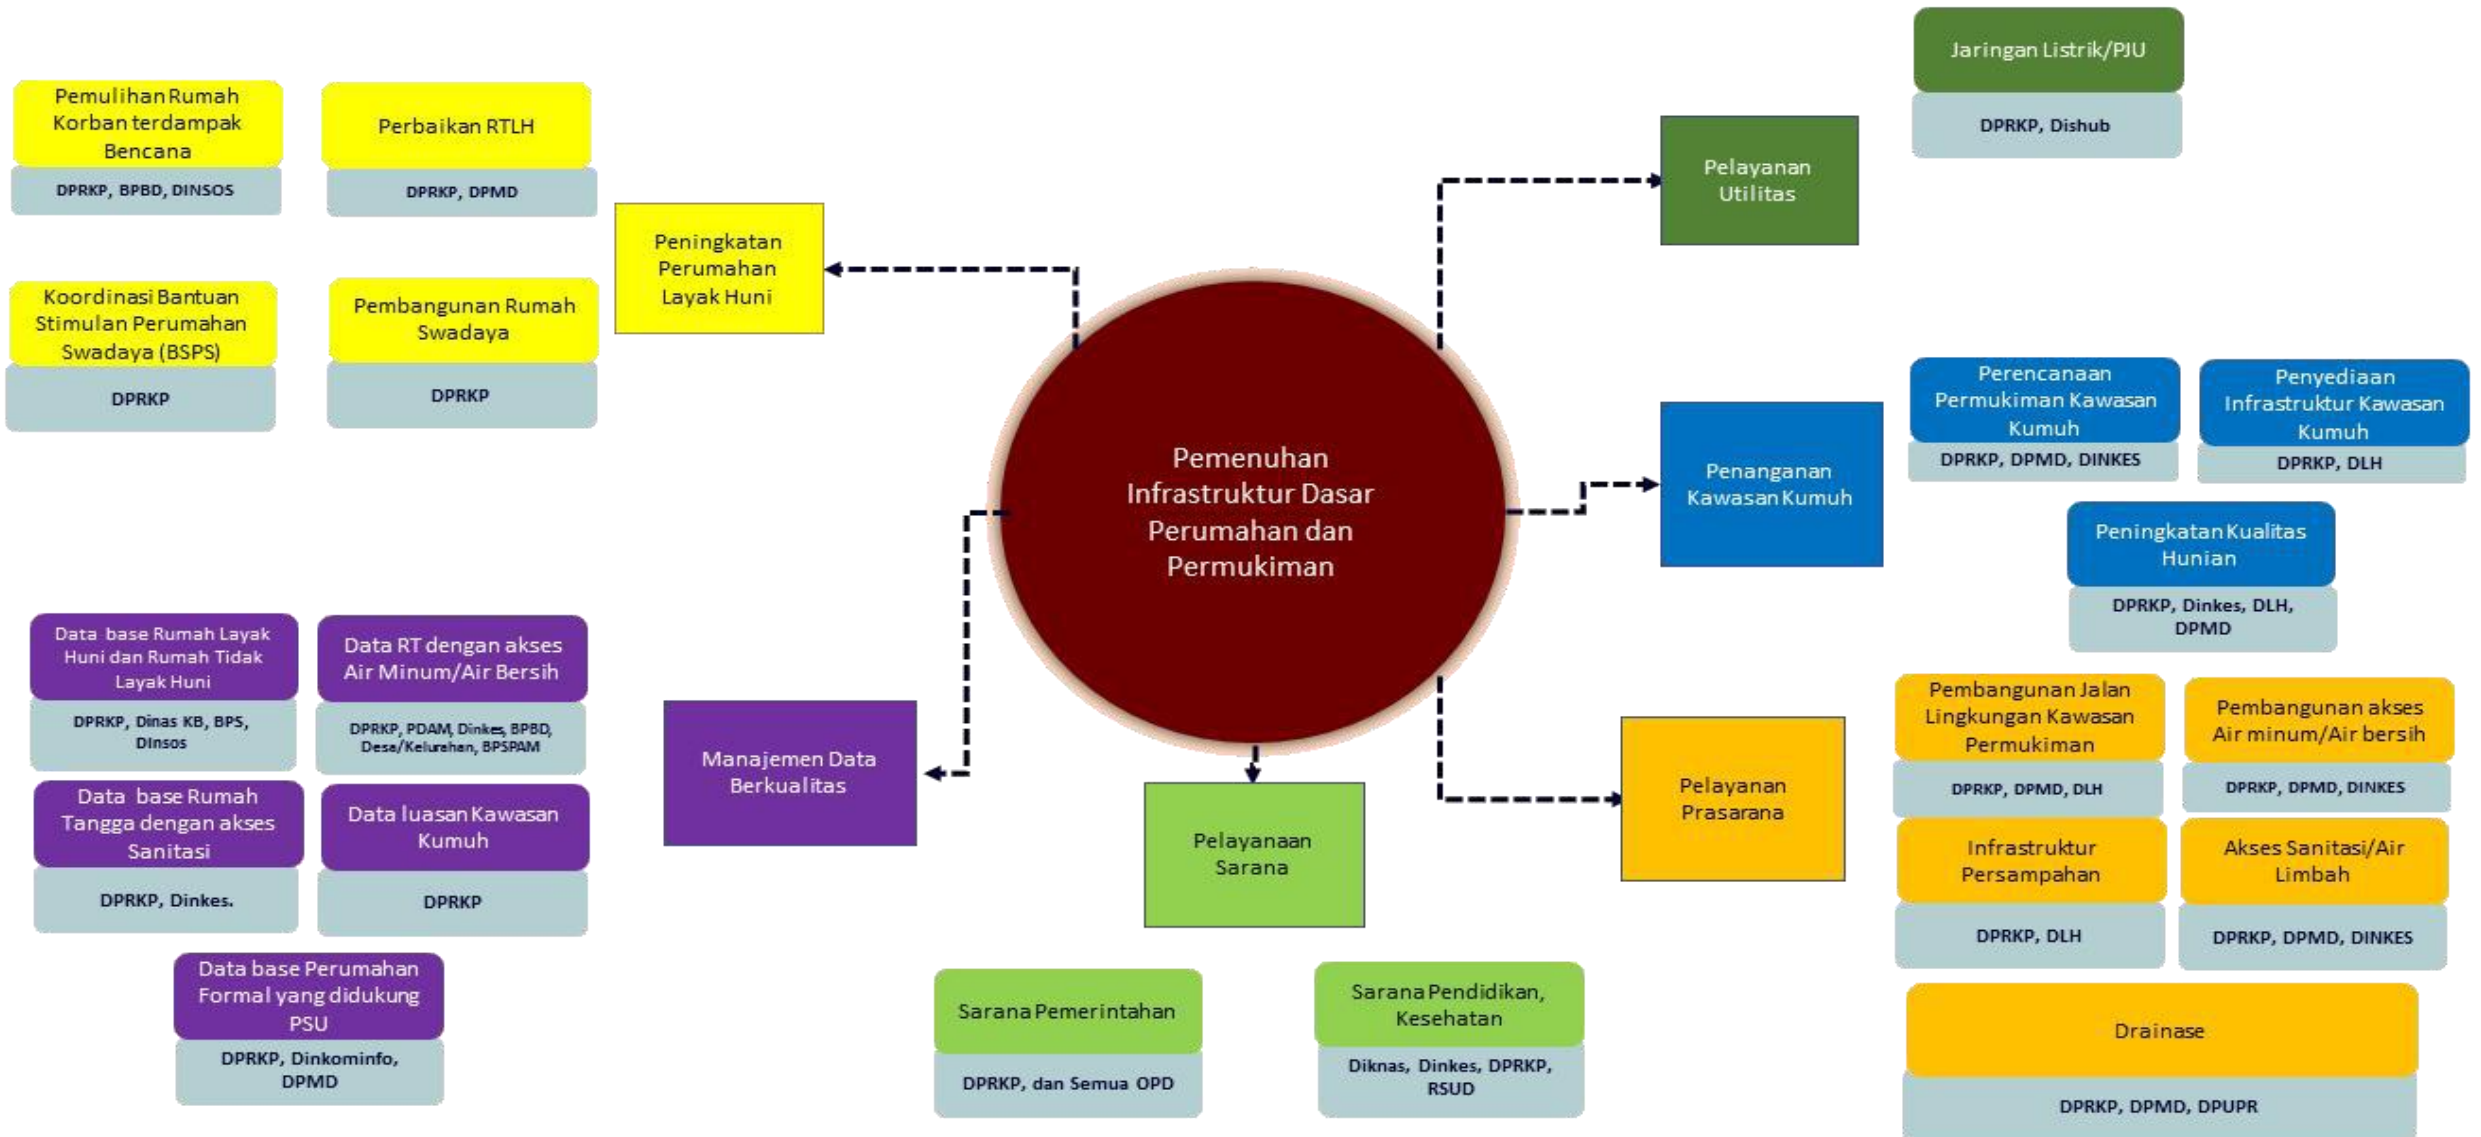 Pemulihan Rumah
Korban terdampak
Bencana
DPRKP, BPBD, DINSOS
Perbaikan RTLH
DPRKP, DPMD
Koordinasi Bantuan
Stimulan Perumahan
Swadaya (BSPS)
DPRKP
Pembangunan Rumah
Swadaya
DPRKP
Peningkatan
Perumahan
Layak Huni
Pemenuhan
Infrastruktur Dasar
Perumahan dan
Permukiman
Pelayanan
Utilitas
Jaringan Listrik/PJU
DPRKP, Dishub
Penanganan
Kawasan Kumuh
Perencanaan
Permukiman Kawasan
Kumuh
DPRKP, DPMD, DINKES
Penyediaan
Infrastruktur Kawasan
Kumuh
DPRKP, DLH
Peningkatan Kualitas
Hunian
DPRKP, Dinkes, DLH,
DPMD
Data base Rumah Layak
Huni dan Rumah Tidak
Layak Huni
DPRKP, Dinas KB, BPS,
DInsos
Data RT dengan akses
Air Minum/Air Bersih
DPRKP, PDAM, Dinkes, BPBD,
Desa/Kelurahan, BPSPAM
Data base Rumah
Tangga dengan akses
Sanitasi
DPRKP, Dinkes.
Data luasan Kawasan
Kumuh
DPRKP
Data base Perumahan
Formal yang didukung
PSU
DPRKP, Dinkominfo,
DPMD
Manajemen Data
Berkualitas
Pelayanaan
Sarana
Sarana Pemerintahan
DPRKP, dan Semua OPD
Sarana Pendidikan,
Kesehatan
Diknas, Dinkes, DPRKP,
RSUD
Pelayanan
Prasarana
Pembangunan Jalan
Lingkungan Kawasan
Permukiman
DPRKP, DPMD, DLH
Pembangunan akses
Air minum/Air bersih
DPRKP, DPMD, DINKES
Infrastruktur
Persampahan
DPRKP, DLH
Akses Sanitasi/Air
Limbah
DPRKP, DPMD, DINKES
Drainase
DPRKP, DPMD, DPUPR